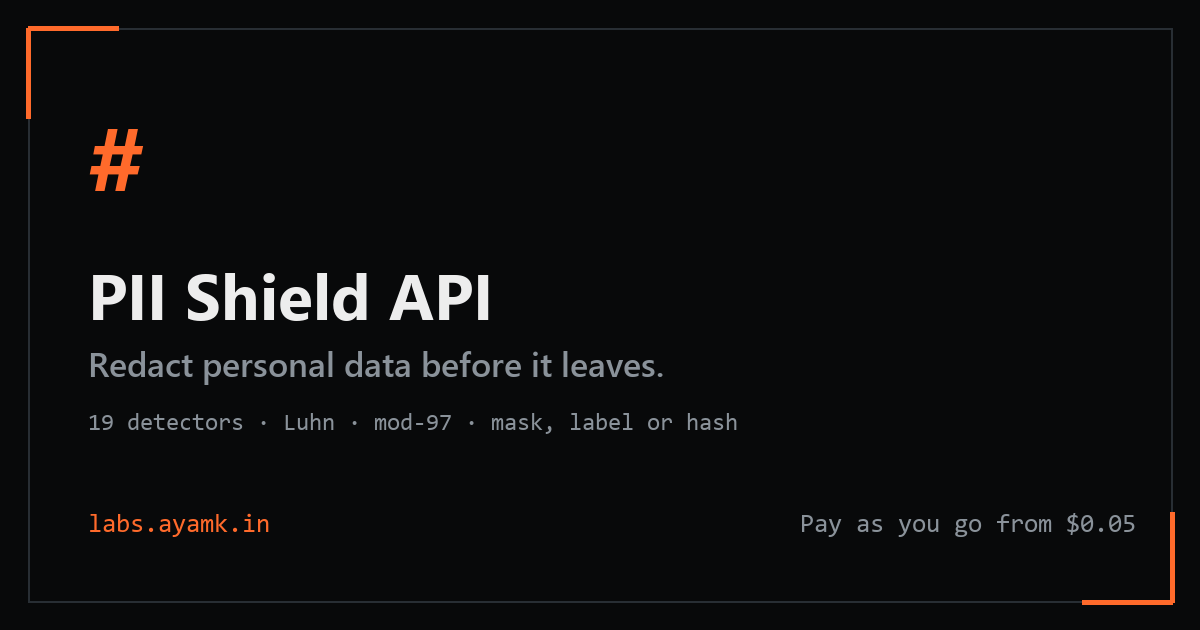 #
PII Shield API
Redact personal data before it leaves.
19 detectors · Luhn · mod-97 · mask, label or hash
labs.ayamk.in
Pay as you go from $0.05